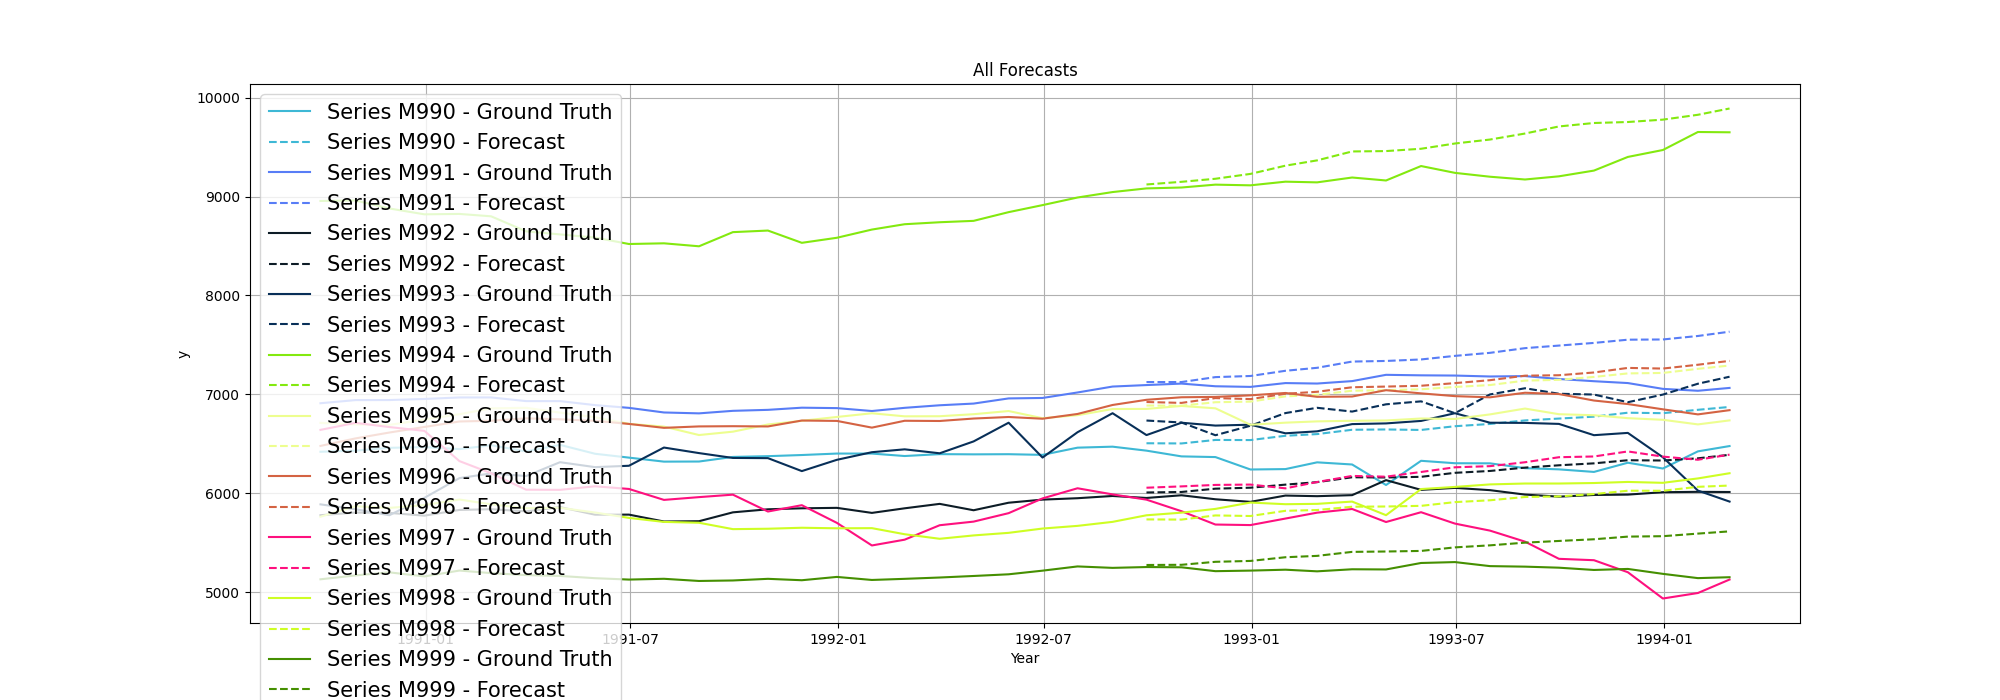 All Forecasts
10000
9000
8000
7000
6000
5000
y
Series M990 - Ground Truth
Series M990 - Forecast
Series M991 - Ground Truth
Series M991 - Forecast
Series M992 - Ground Truth
Series M992 - Forecast
Series M993 - Ground Truth
Series M993 - Forecast
Series M994 - Ground Truth
Series M994 - Forecast
Series M995 - Ground Truth
Series M995 - Forecast
Series M996 - Ground Truth
Series M996 - Forecast
Series M997 - Ground Truth
Series M997 - Forecast
Series M998 - Ground Truth
Series M998 - Forecast
Series M999 - Ground Truth
Series M999 - Forecast
1991-01 1991-07 1992-01 1992-07 1993-01 1993-07 1994-01
Year